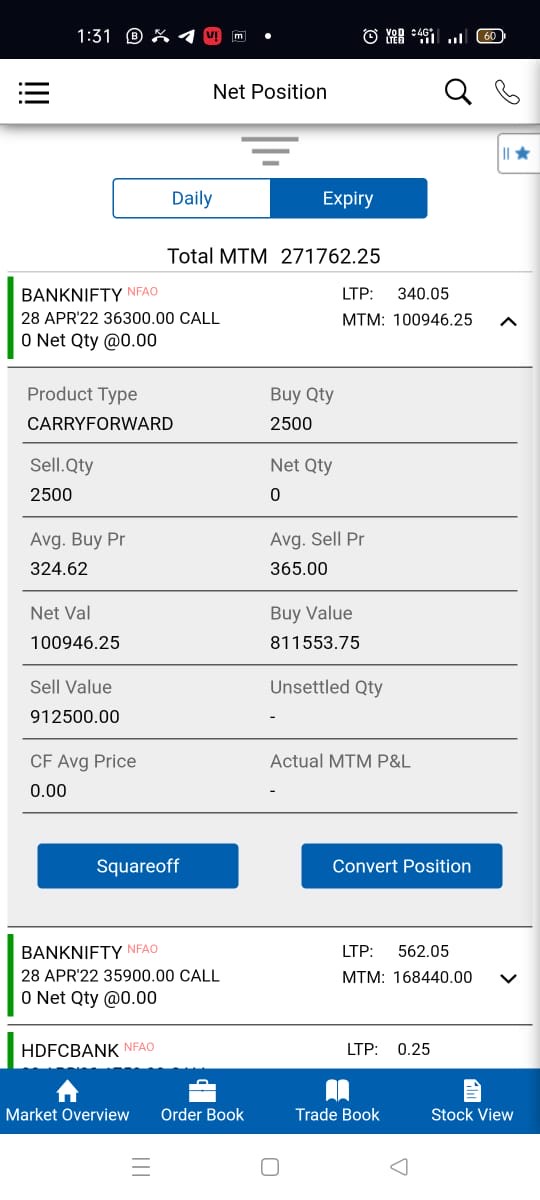 1:31 4G 60
Net Position
Daily Expiry
Total MTM 271762.25
BANKNIFTY NFAO LTP: 340.05
28 APR'22 36300.00 CALL MTM: 100946.25
0 Net Qty @0.00
Product Type Buy Qty
CARRYFORWARD 2500
Sell.Qty Net Qty
2500 0
Avg. Buy Pr Avg. Sell Pr
324.62 365.00
Net Val Buy Value
100946.25 811553.75
Sell Value Unsettled Qty
912500.00 -
CF Avg Price Actual MTM P&L
0.00 -
Squareoff Convert Position
BANKNIFTY NFAO LTP: 562.05
28 APR'22 35900.00 CALL MTM: 168440.00
0 Net Qty @0.00
HDFCBANK NFAO LTP: 0.25
Market Overview Order Book Trade Book Stock View